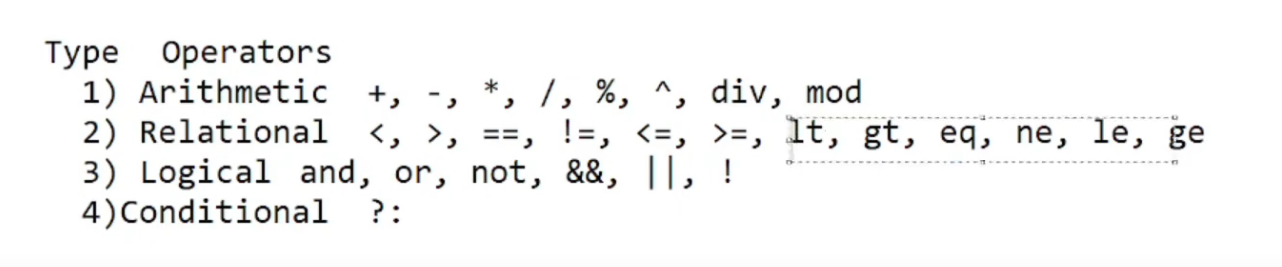 Type  Operators
1) Arithmetic  +, -, *, /, %, ^, div, mod
2) Relational  <, >, ==, !=, <=, >=, lt, gt, eq, ne, le, ge
3) Logical and, or, not, &&, ||, !
4)Conditional  ?: